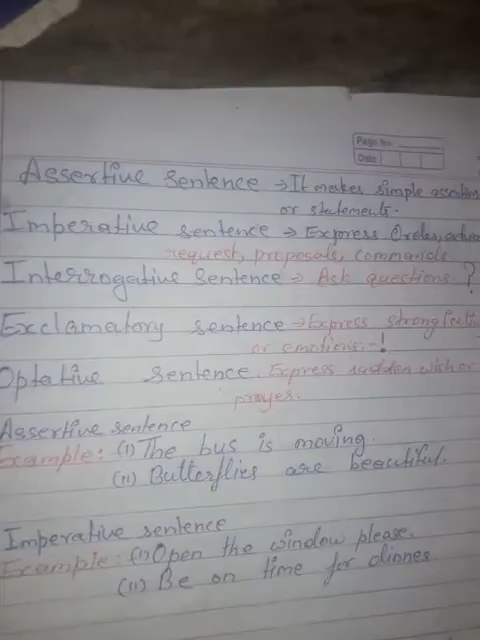 Page No.
Date
Assertive sentence → It makes simple assertions
or statements.
Imperative sentence → Express Order, advice
request, proposals, commands
Interrogative sentence → Ask questions ?
Exclamatory sentence → Express strong feeli
or emotions. - !
Optative sentence. Express sudden wish or
prayer.
Assertive sentence
Example: (i) The bus is moving.
(ii) Butterflies are beautiful.
Imperative sentence
Example: (i) Open the window please.
(ii) Be on time for dinner